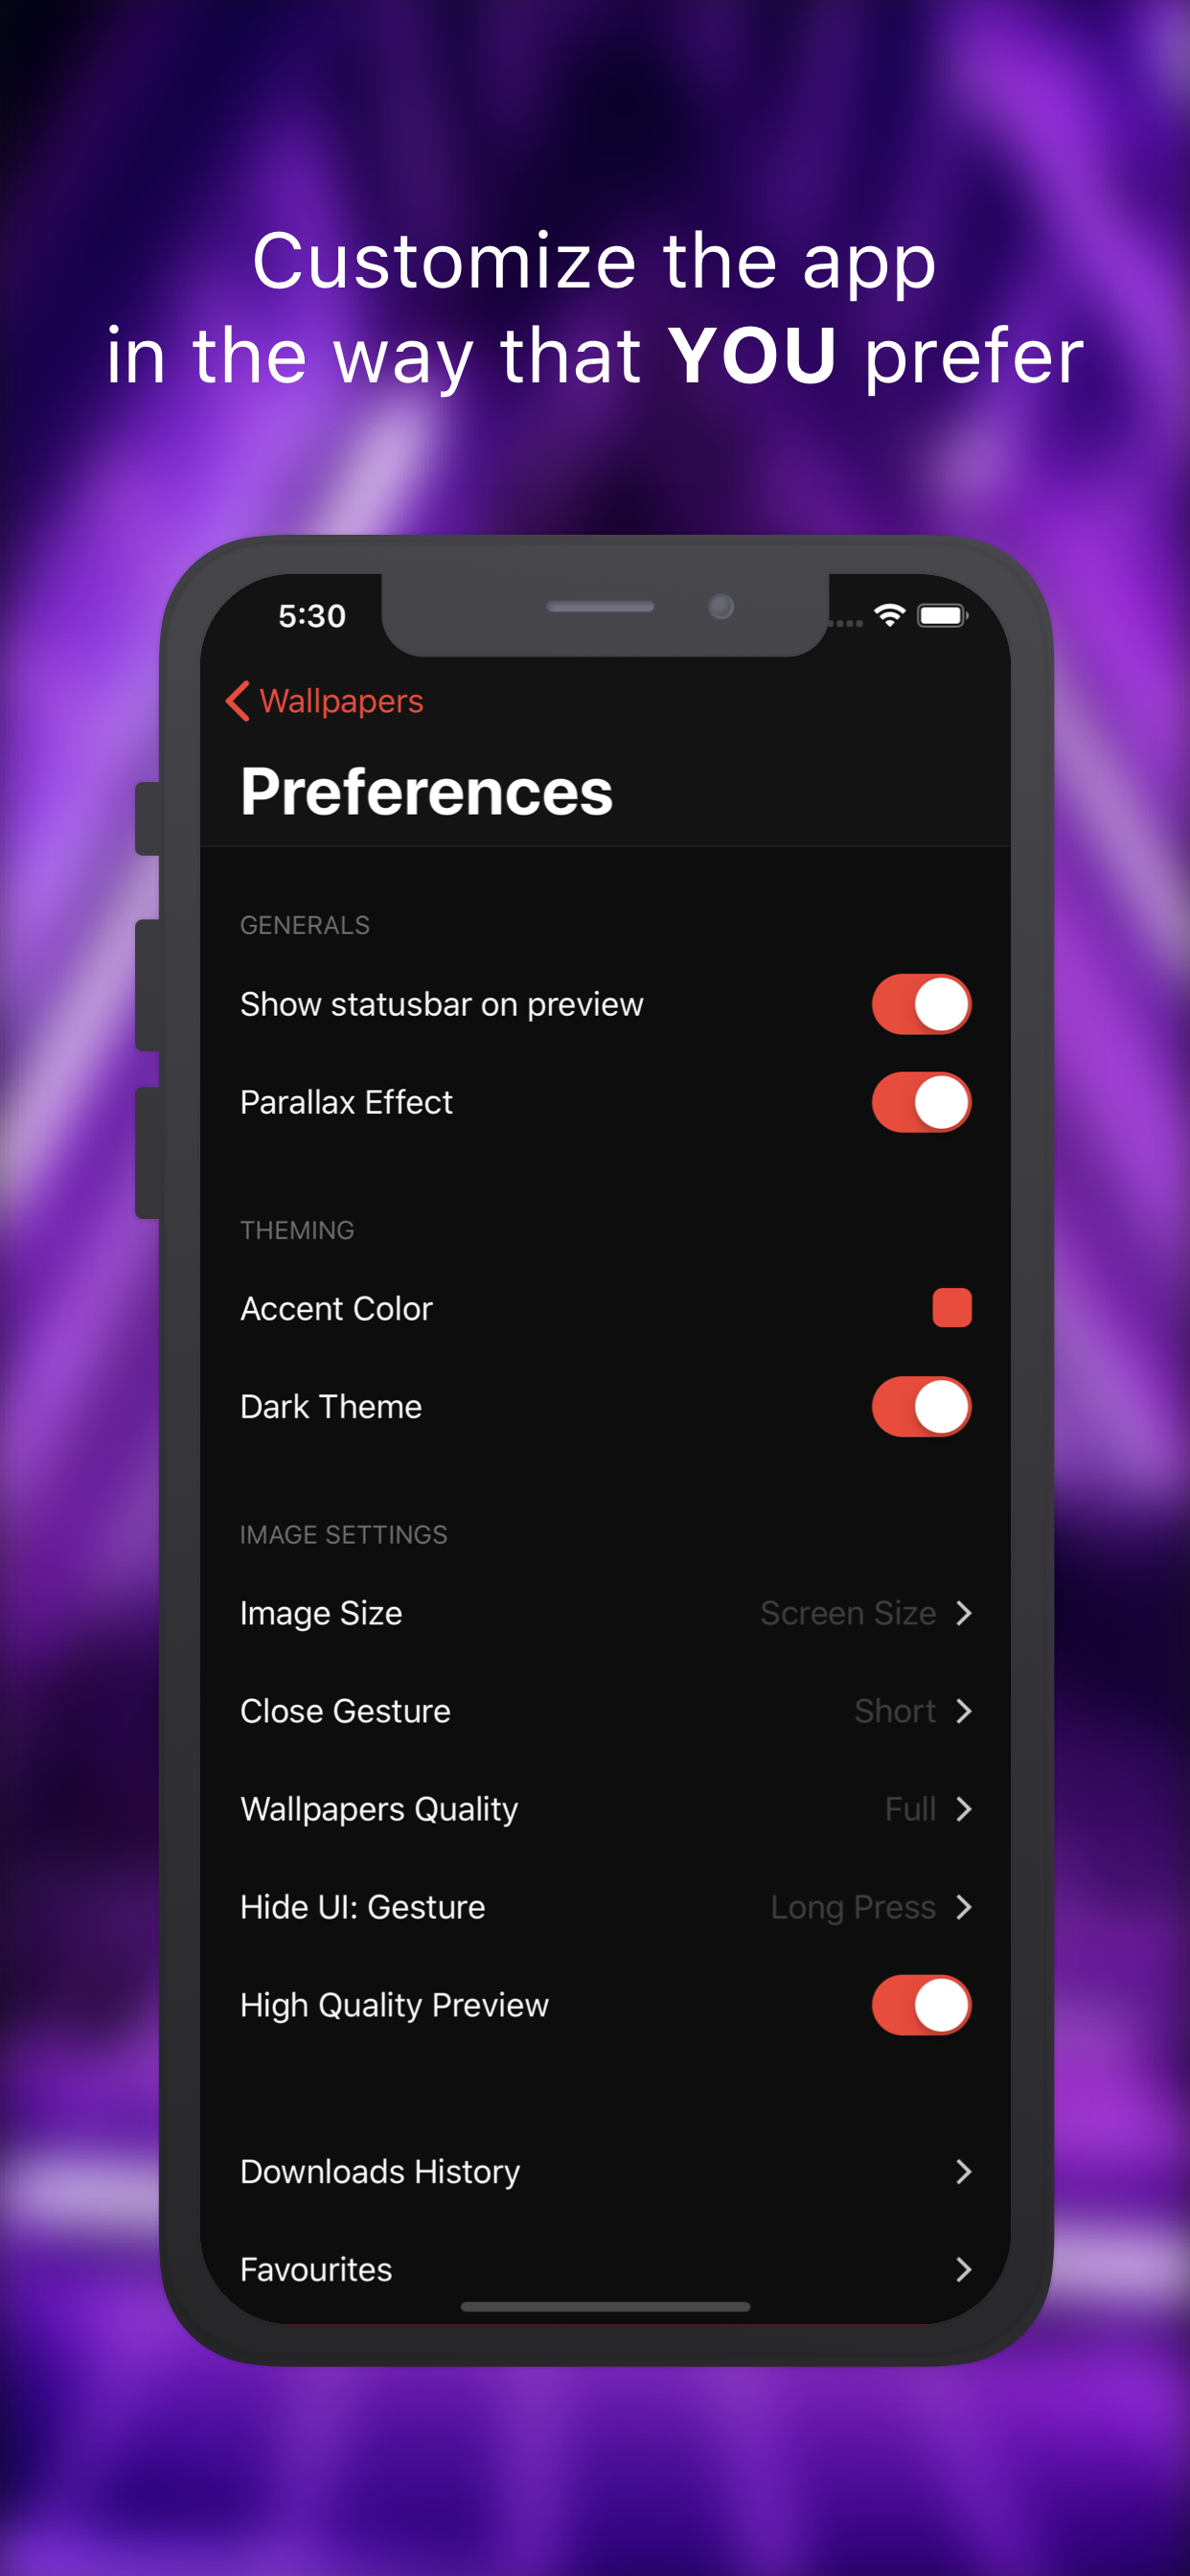 Customize the app
in the way that YOU prefer
5:30
Wallpapers
Preferences
GENERALS
Show statusbar on preview
Parallax Effect
THEMING
Accent Color
Dark Theme
IMAGE SETTINGS
Image Size Screen Size
Close Gesture Short
Wallpapers Quality Full
Hide UI: Gesture Long Press
High Quality Preview
Downloads History
Favourites